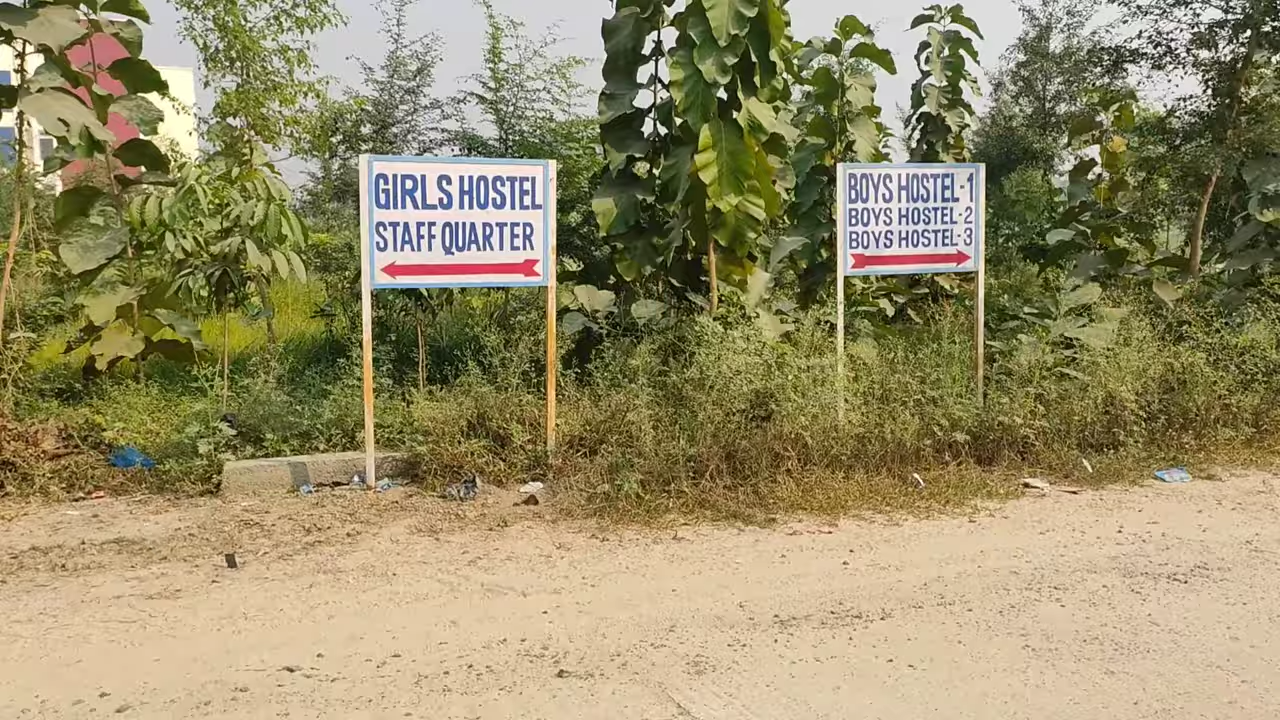 GIRLS HOSTEL
STAFF QUARTER
BOYS HOSTEL-1
BOYS HOSTEL-2
BOYS HOSTEL-3